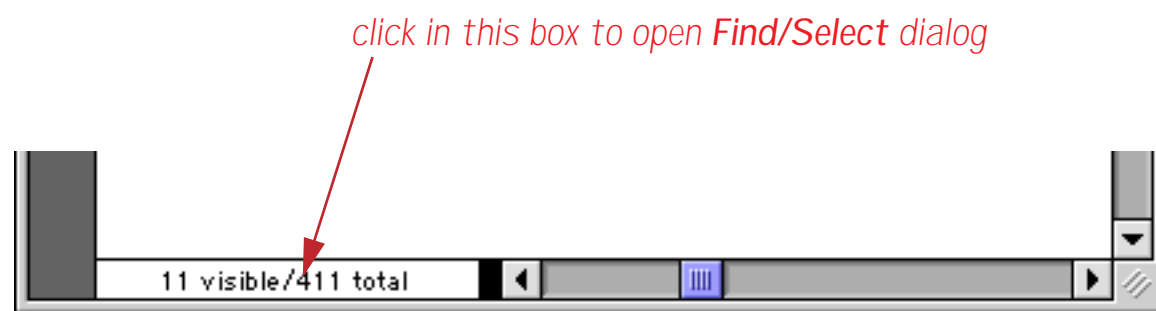 click in this box to open Find/Select dialog
11 visible/411 total